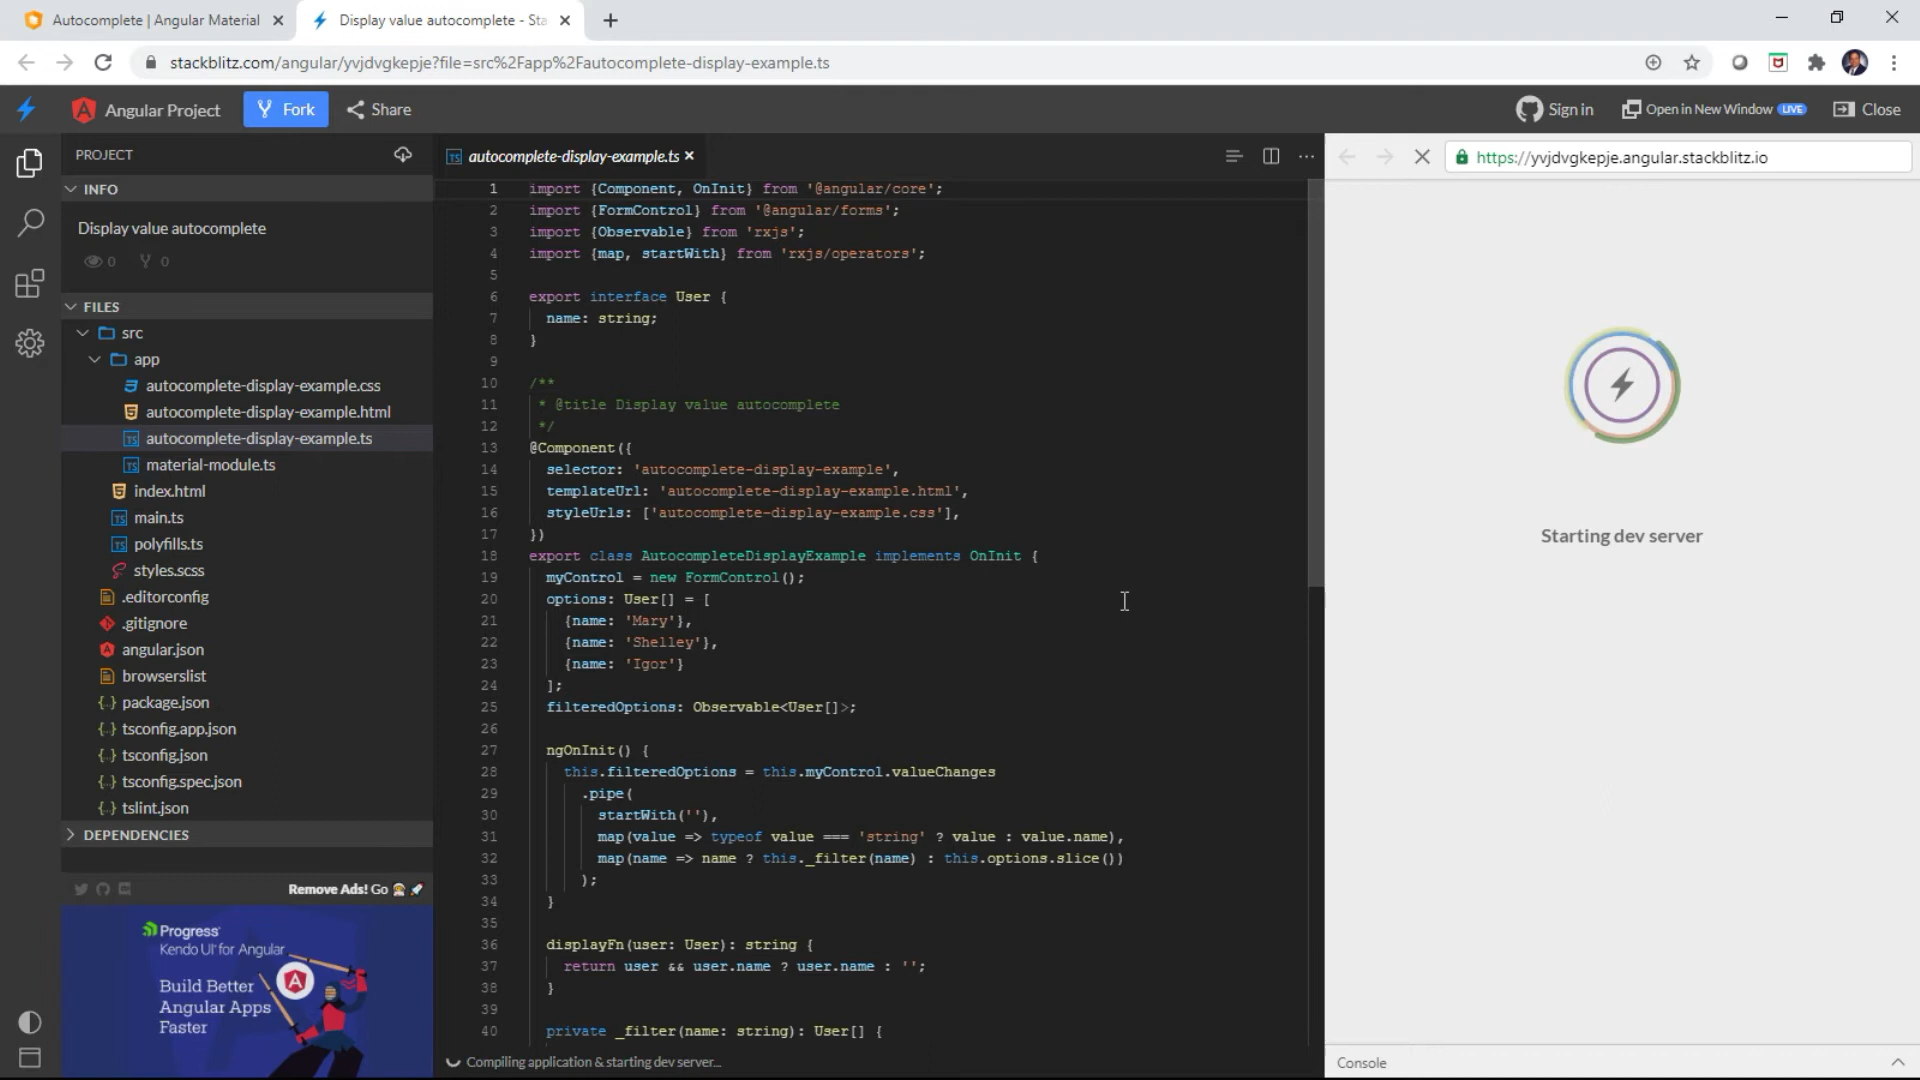 Autocomplete | Angular Material
Display value autocomplete - Sta
stackblitz.com/angular/yvjdvgkepje?file=src%2Fapp%2Fautocomplete-display-example.ts
Angular Project
Fork
Share
Sign in
Open in New Window
LIVE
Close
PROJECT
INFO
Display value autocomplete
0
0
FILES
src
app
autocomplete-display-example.css
autocomplete-display-example.html
autocomplete-display-example.ts
material-module.ts
index.html
main.ts
polyfills.ts
styles.scss
.editorconfig
.gitignore
angular.json
browserslist
package.json
tsconfig.app.json
tsconfig.json
tsconfig.spec.json
tslint.json
DEPENDENCIES
Remove Ads! Go
Progress
Kendo UI for Angular
Build Better
Angular Apps
Faster
autocomplete-display-example.ts
1 import {Component, OnInit} from '@angular/core';
2 import {FormControl} from '@angular/forms';
3 import {Observable} from 'rxjs';
4 import {map, startWith} from 'rxjs/operators';
5
6 export interface User {
7 name: string;
8 }
9
10 /**
11 * @title Display value autocomplete
12 */
13 @Component({
14 selector: 'autocomplete-display-example',
15 templateUrl: 'autocomplete-display-example.html',
16 styleUrls: ['autocomplete-display-example.css'],
17 })
18 export class AutocompleteDisplayExample implements OnInit {
19 myControl = new FormControl();
20 options: User[] = [
21 {name: 'Mary'},
22 {name: 'Shelley'},
23 {name: 'Igor'}
24 ];
25 filteredOptions: Observable<User[]>;
26
27 ngOnInit() {
28 this.filteredOptions = this.myControl.valueChanges
29 .pipe(
30 startWith(''),
31 map(value => typeof value === 'string' ? value : value.name),
32 map(name => name ? this._filter(name) : this.options.slice())
33 );
34 }
35
36 displayFn(user: User): string {
37 return user && user.name ? user.name : '';
38 }
39
40 private _filter(name: string): User[] {
Compiling application & starting dev server...
https://yvjdvgkepje.angular.stackblitz.io
Starting dev server
Console